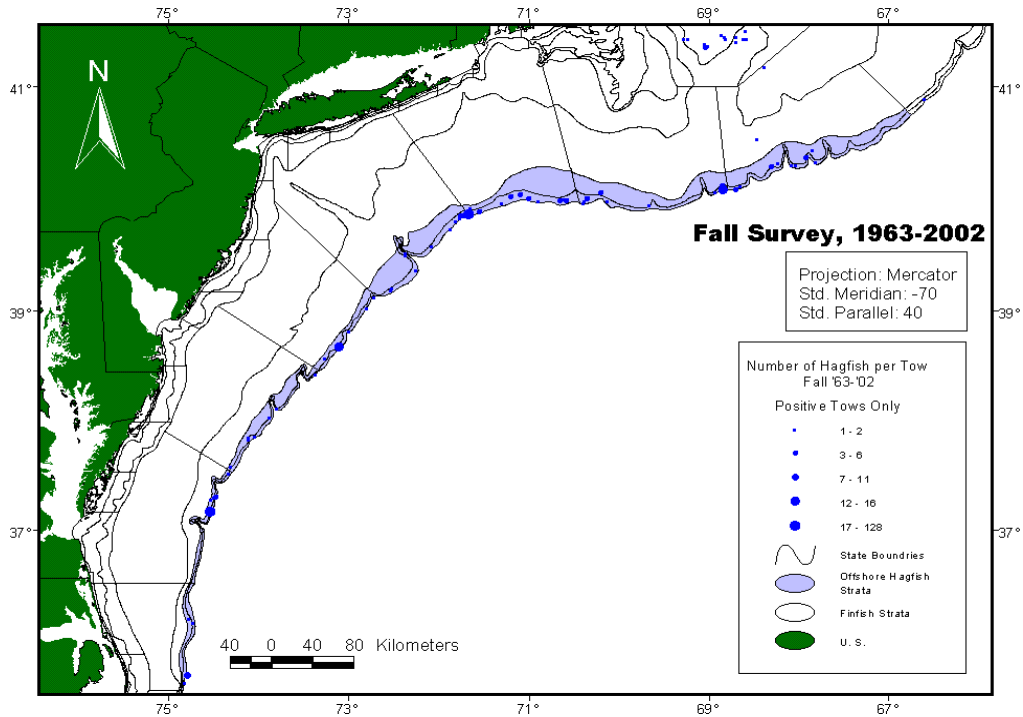 75° 73° 71° 69° 67°
N
41° 41°
Fall Survey, 1963-2002
Projection: Mercator
Std. Meridian: -70
Std. Parallel: 40
39° 39°
Number of Hagfish per Tow
Fall '63-'02
Positive Tows Only
1 - 2
3 - 6
7 - 11
12 - 16
17 - 128
37° 37°
State Boundries
Offshore Hagfish
Strata
Finfish Strata
U. S.
40 0 40 80 Kilometers
75° 73° 71° 69° 67°